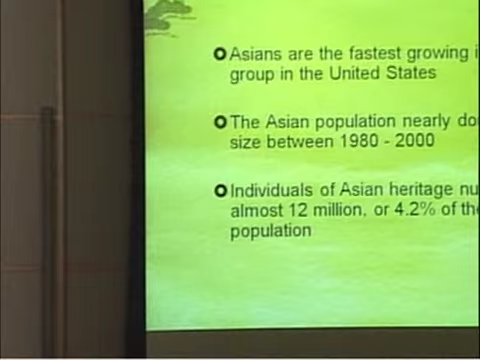 Asians are the fastest growing
group in the United States
The Asian population nearly
size between 1980 - 2000
Individuals of Asian heritage
almost 12 million, or 4.2% of the
population